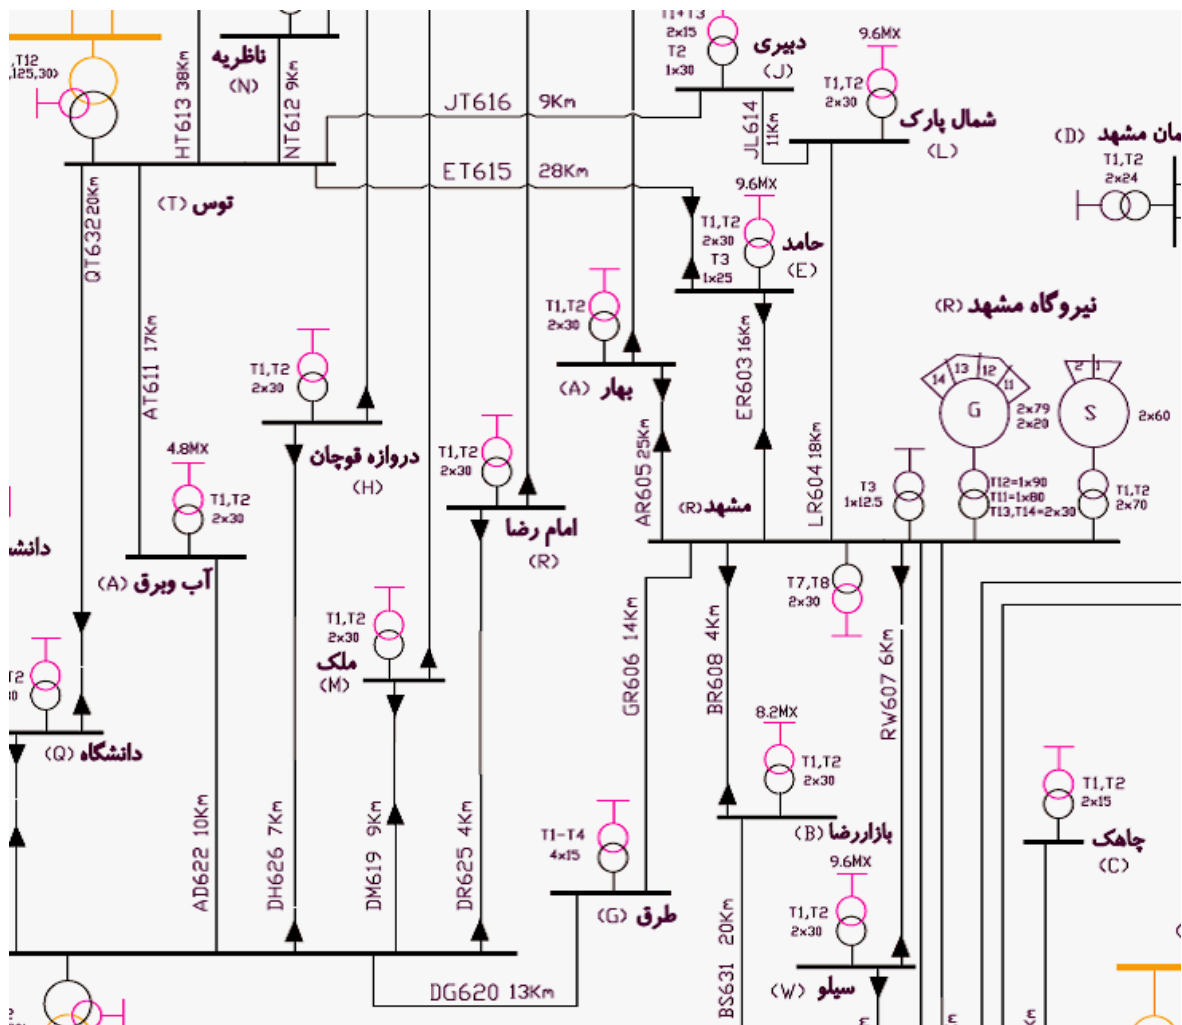 T12
,125,30)
HT613 38Km
ناظریه
(N)
NT612 9Km
JT616 9Km
T1+T3
2x15
T2
1x30
دبیری
(J)
JL614
11Km
9.6MX
T1,T2
2x30
شمال پارک
(L)
مان مشهد (D)
T1,T2
2x24
ET615 28Km
توس (T)
QT632 20Km
AT611 17Km
9.6MX
T1,T2
2x30
T3
1x25
حامد
(E)
T1,T2
2x30
بهار (A)
T1,T2
2x30
دروازه قوچان
(H)
T1,T2
2x30
امام رضا
(R)
AR605 25Km
ER603 16Km
LR604 18Km
نیروگاه مشهد (R)
14 13 12 11
G
2x79
2x20
2 1
S
2x60
T3
1x12.5
T12=1x90
T11=1x80
T13,T14=2x30
T1,T2
2x70
مشهد (R)
4.8MX
T1,T2
2x30
آب وبرق (A)
دانش
T1,T2
2x30
ملک
(M)
T7,T8
2x30
GR606 14Km
BR608 4Km
RW607 6Km
T2
دانشگاه (Q)
8.2MX
T1,T2
2x30
بازاررضا (B)
T1,T2
2x15
چاهک
(C)
AD622 10Km
DH626 7Km
DM619 9Km
DR625 4Km
T1-T4
4x15
طرق (G)
9.6MX
T1,T2
2x30
سیلو (W)
BS631 20Km
DG620 13Km